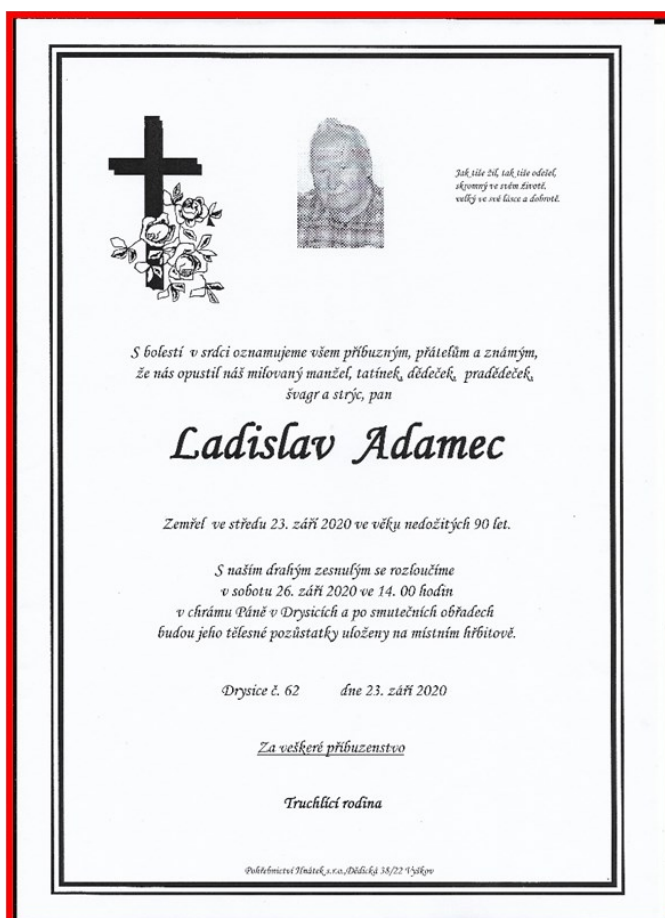 Jak tiše žil, tak tiše odešel,
skromný ve svém životě,
velký ve své lásce a dobrotě.
S bolestí v srdci oznamujeme všem příbuzným, přátelům a známým,
že nás opustil náš milovaný manžel, tatínek, dědeček, pradědeček,
švagr a strýc, pan
Ladislav Adamec
Zemřel ve středu 23. září 2020 ve věku nedožitých 90 let.
S naším drahým zesnulým se rozloučíme
v sobotu 26. září 2020 ve 14. 00 hodin
v chrámu Páně v Drysicích a po smutečních obřadech
budou jeho tělesné pozůstatky uloženy na místním hřbitově.
Drysice č. 62 dne 23. září 2020
Za veškeré příbuzenstvo
Truchlící rodina
Pohřebnictví Hnátek s.r.o.,Dědická 38/22 Vyškov